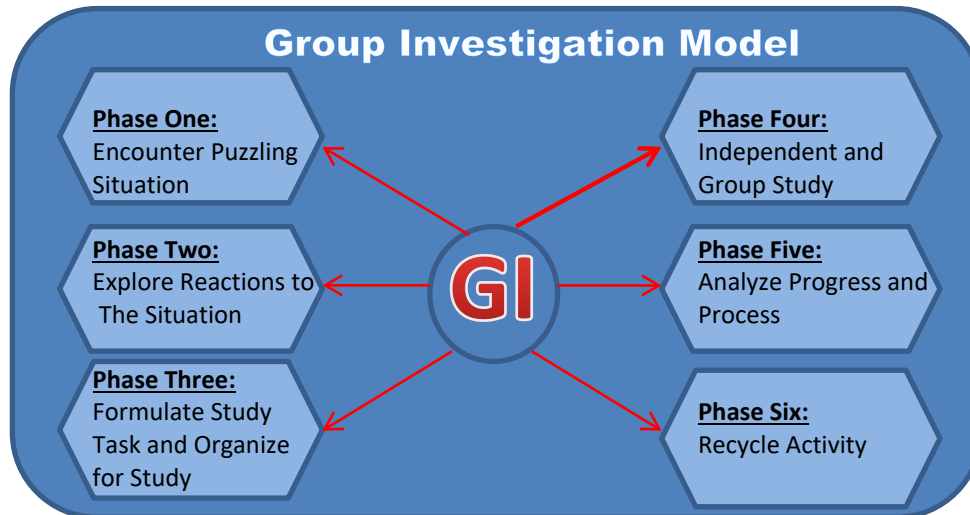 Group Investigation Model
Phase One:
Encounter Puzzling
Situation
Phase Two:
Explore Reactions to
The Situation
Phase Three:
Formulate Study
Task and Organize
for Study
GI
Phase Four:
Independent and
Group Study
Phase Five:
Analyze Progress and
Process
Phase Six:
Recycle Activity